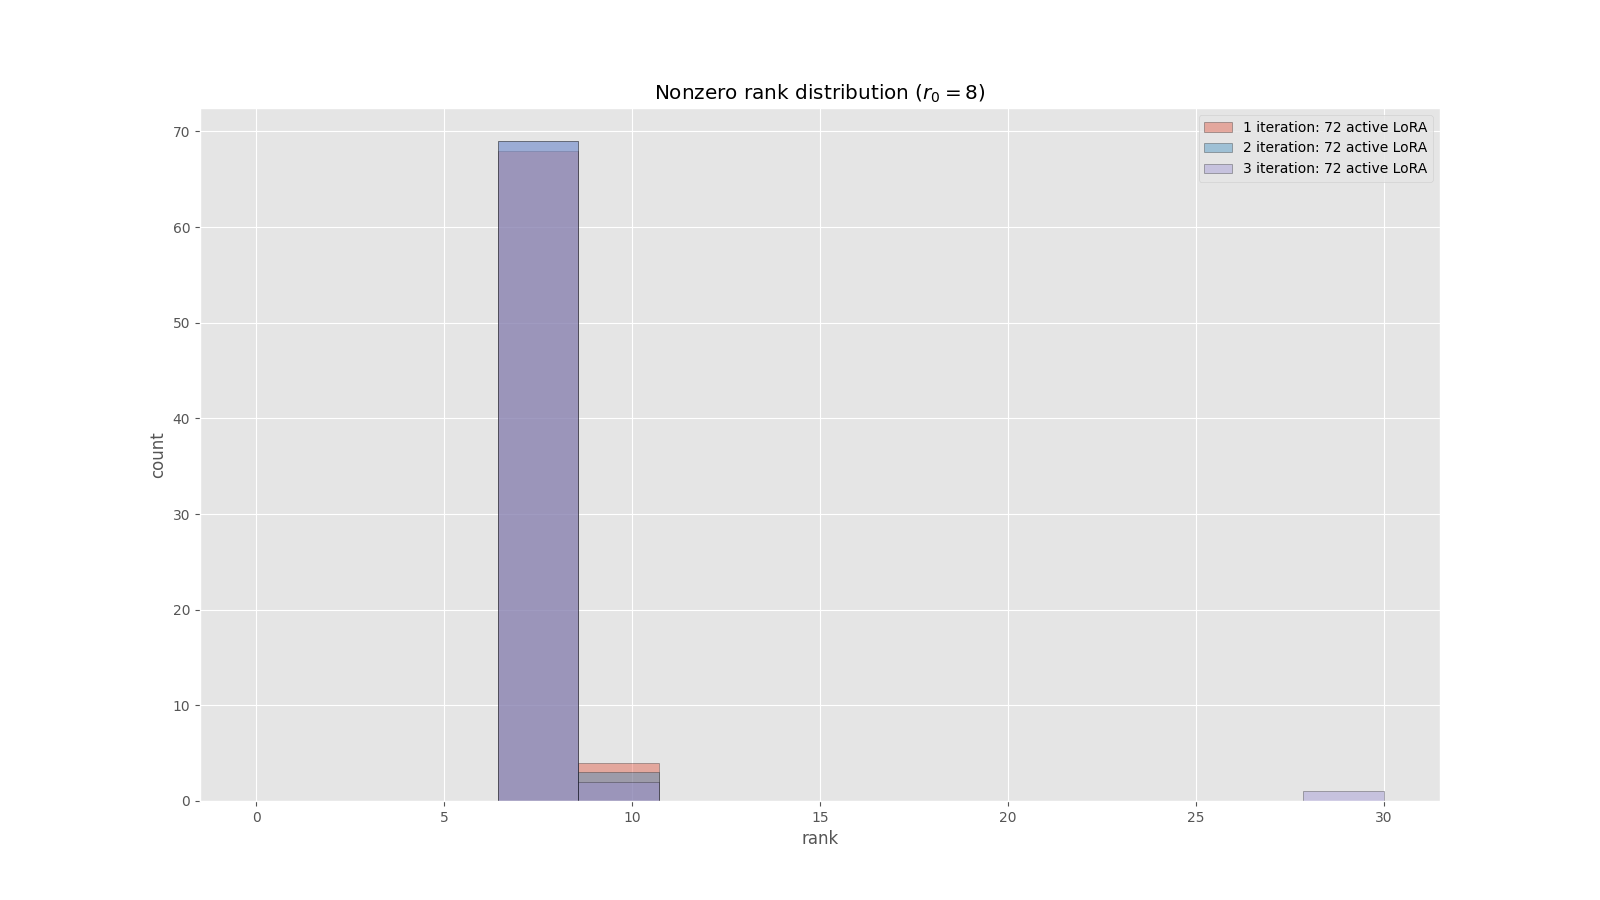 Nonzero rank distribution (r₀ = 8)
1 iteration: 72 active LoRA
2 iteration: 72 active LoRA
3 iteration: 72 active LoRA
70
60
50
40
30
20
10
0
count
0 5 10 15 20 25 30
rank